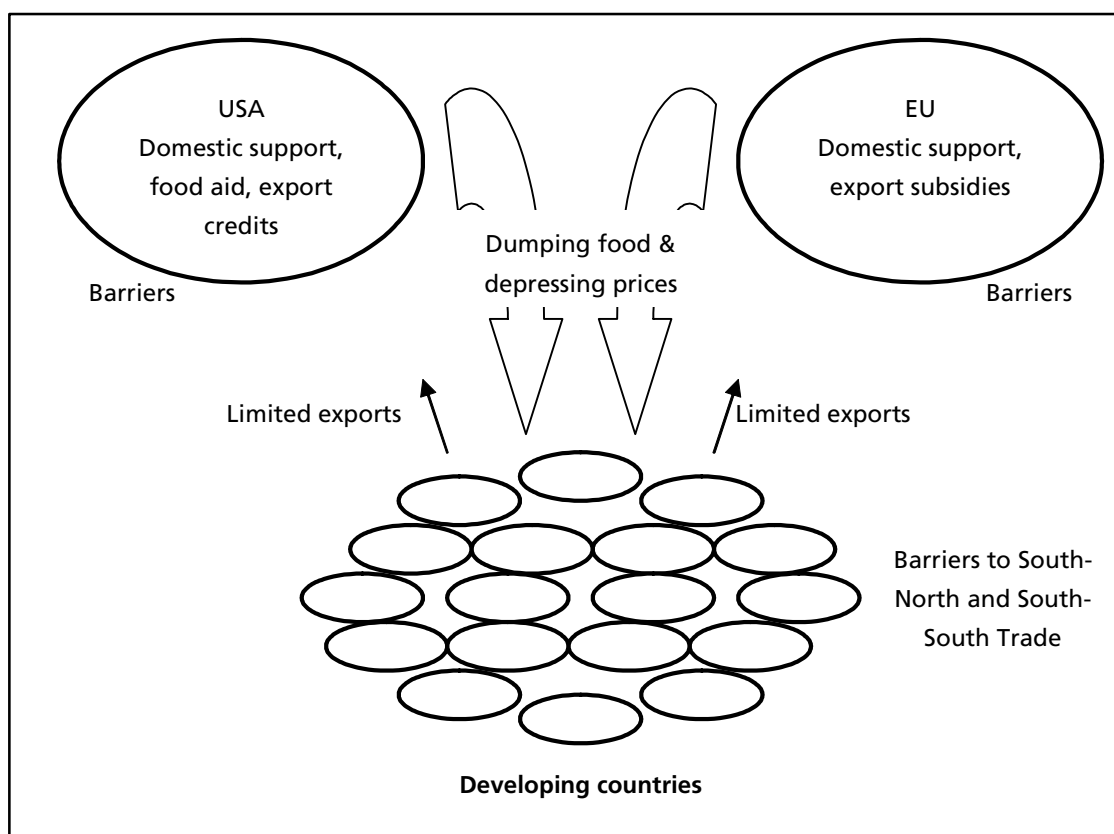 USA
Domestic support,
food aid, export
credits
EU
Domestic support,
export subsidies
Dumping food &
depressing prices
Barriers
Barriers
Limited exports
Limited exports
Barriers to South-
North and South-
South Trade
Developing countries